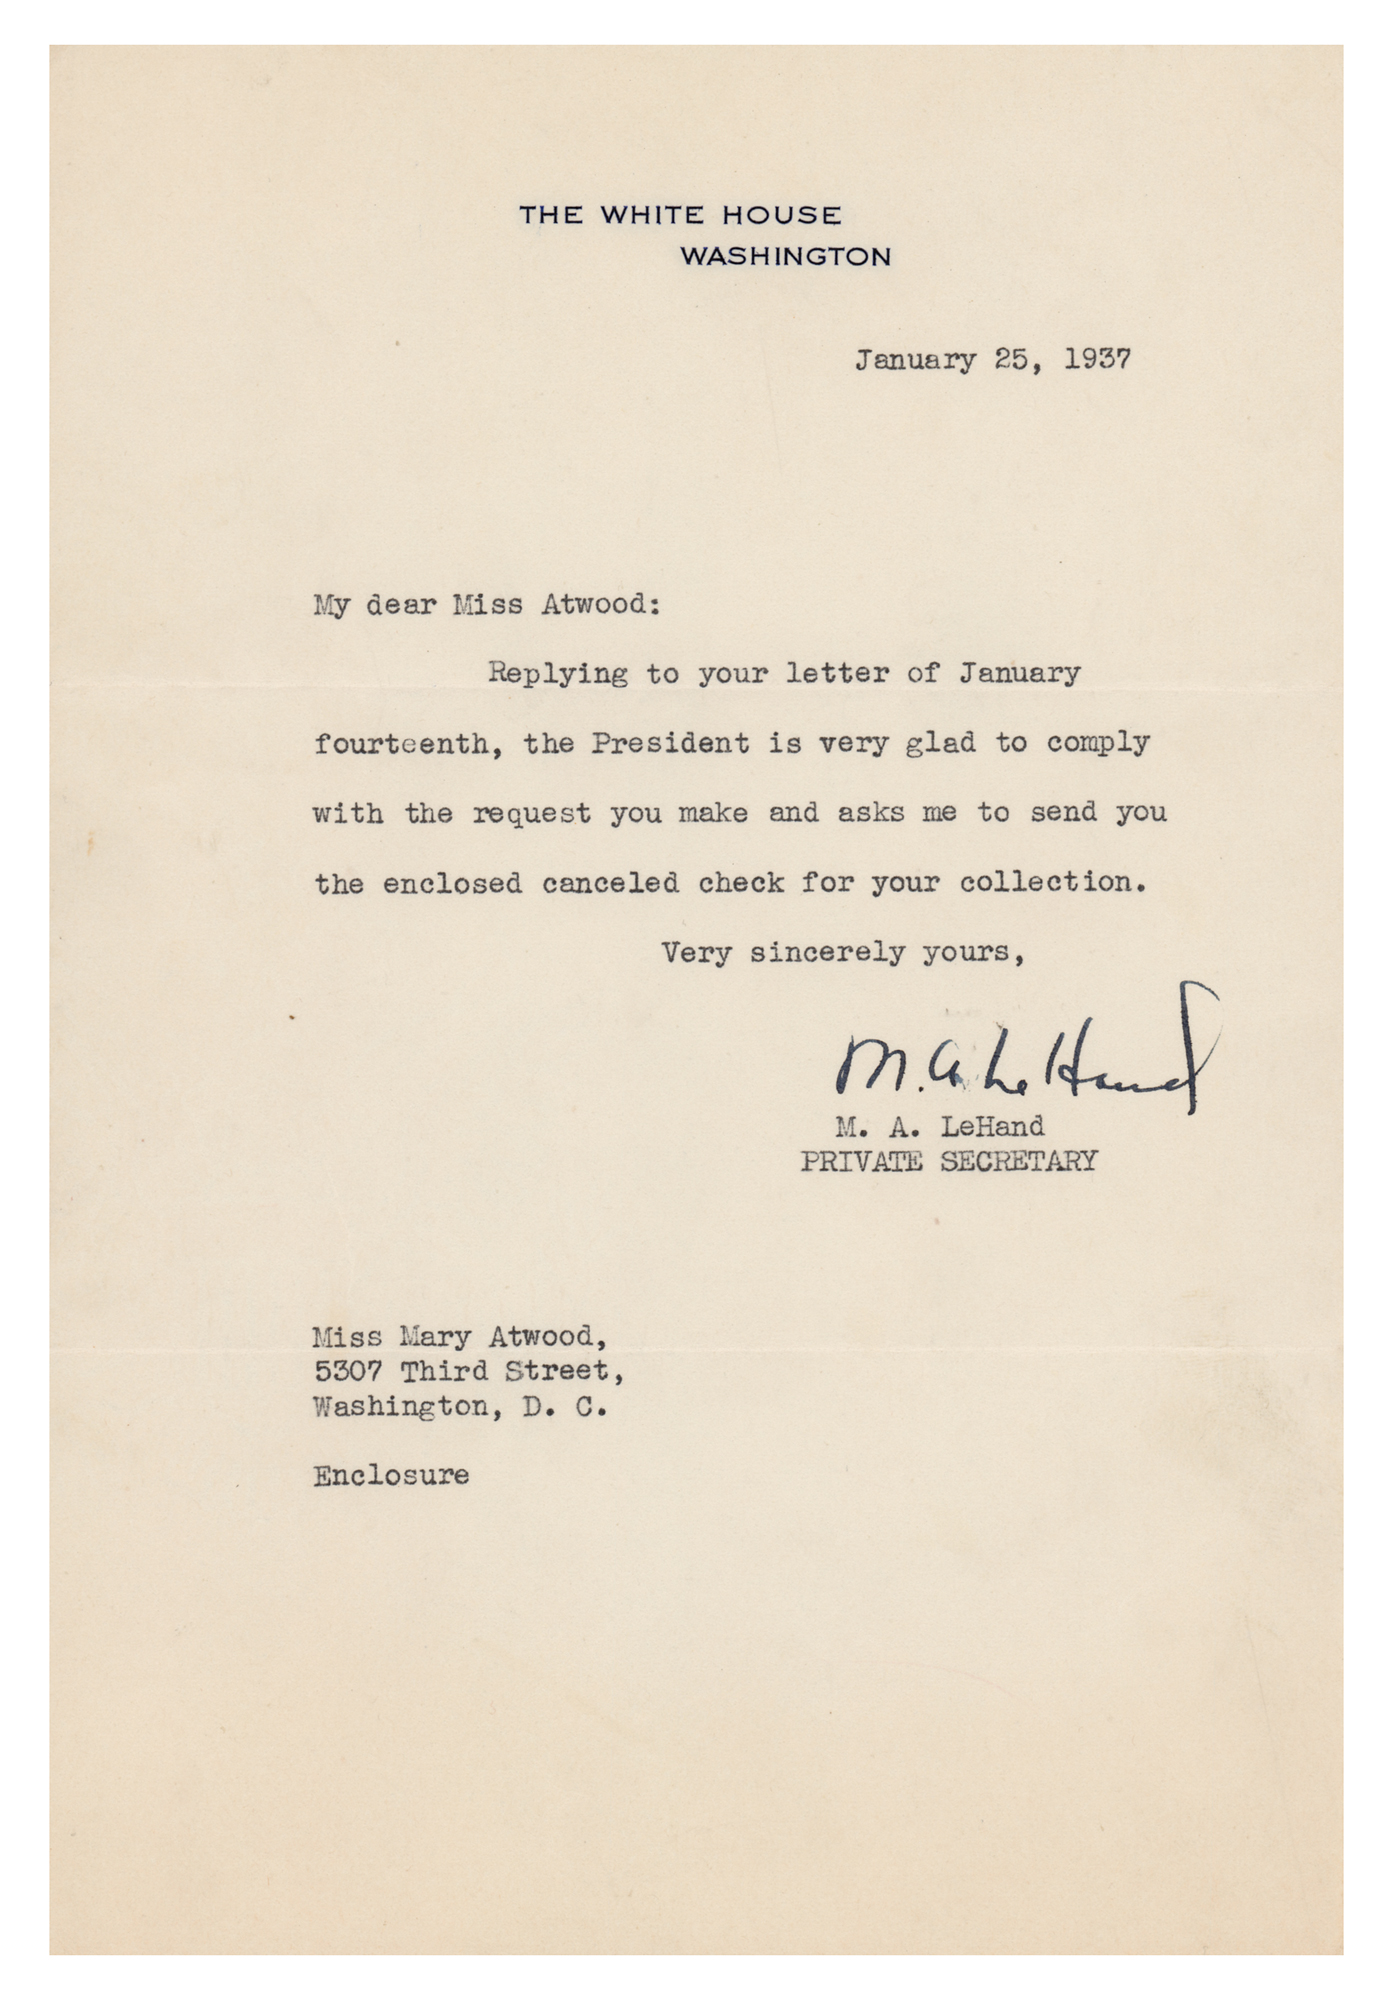 THE WHITE HOUSE
WASHINGTON
January 25, 1937
My dear Miss Atwood:
Replying to your letter of January
fourteenth, the President is very glad to comply
with the request you make and asks me to send you
the enclosed canceled check for your collection.
Very sincerely yours,
M. A. LeHand
M. A. LeHand
PRIVATE SECRETARY
Miss Mary Atwood,
5307 Third Street,
Washington, D. C.
Enclosure